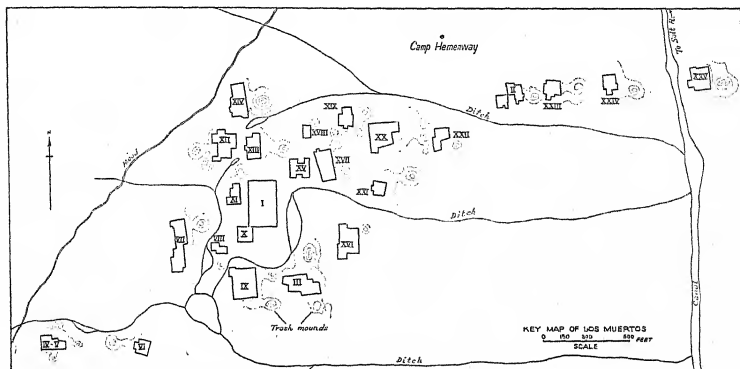 Camp Hemenway
To Salt R.
XIV
XIX
II
XXIII
XXIV
XXV
Ditch
XVIII
XII
XIII
XX
XXII
N
Road
XV
XVII
XI
I
XXI
Ditch
VII
VIII
X
XVI
IX
III
Canal
Trash mounds
KEY MAP OF LOS MUERTOS
0 150 300 600 FEET
SCALE
IV-V
VI
Ditch